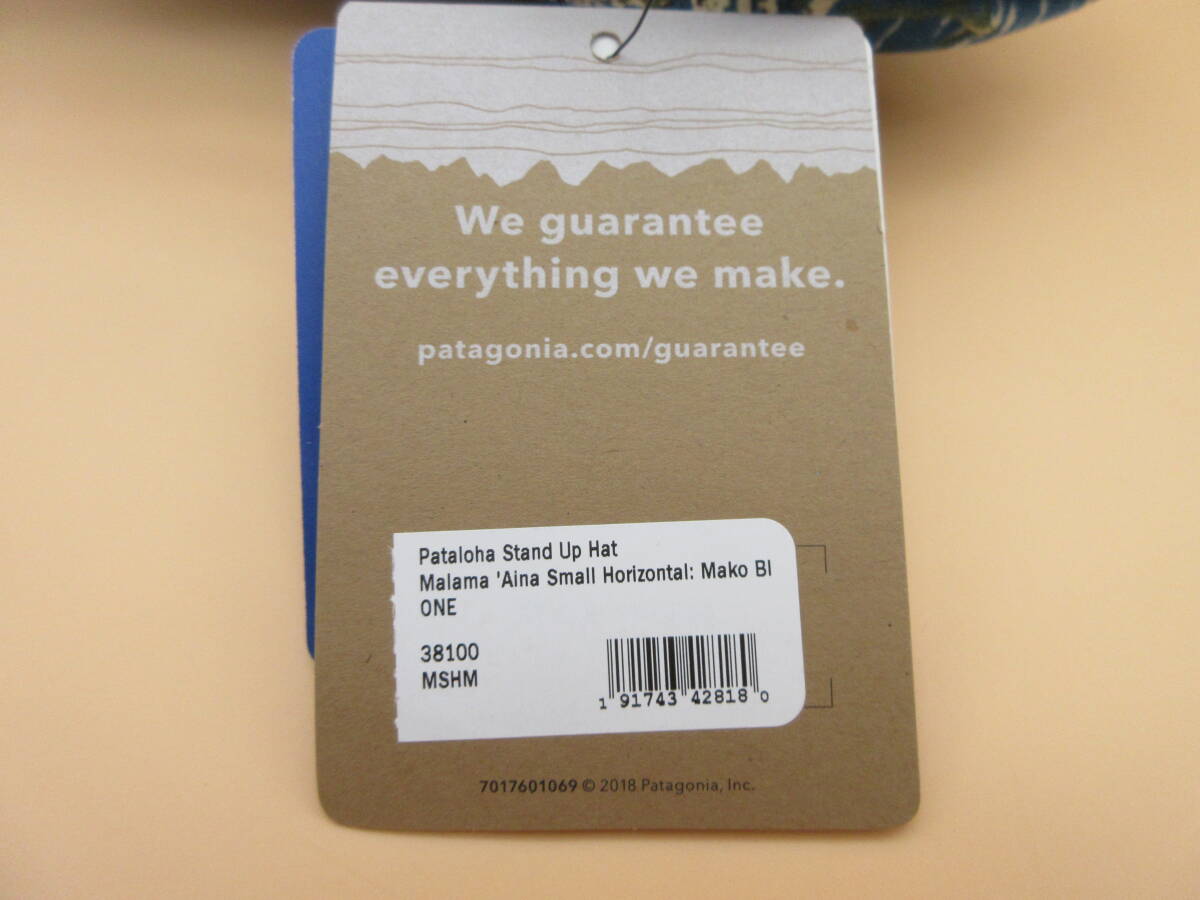 We guarantee
everything we make.
patagonia.com/guarantee
Pataloha Stand Up Hat
Malama 'Aina Small Horizontal: Mako Bl
ONE
38100
MSHM
1 91743 42818 0
7017601069 © 2018 Patagonia, Inc.